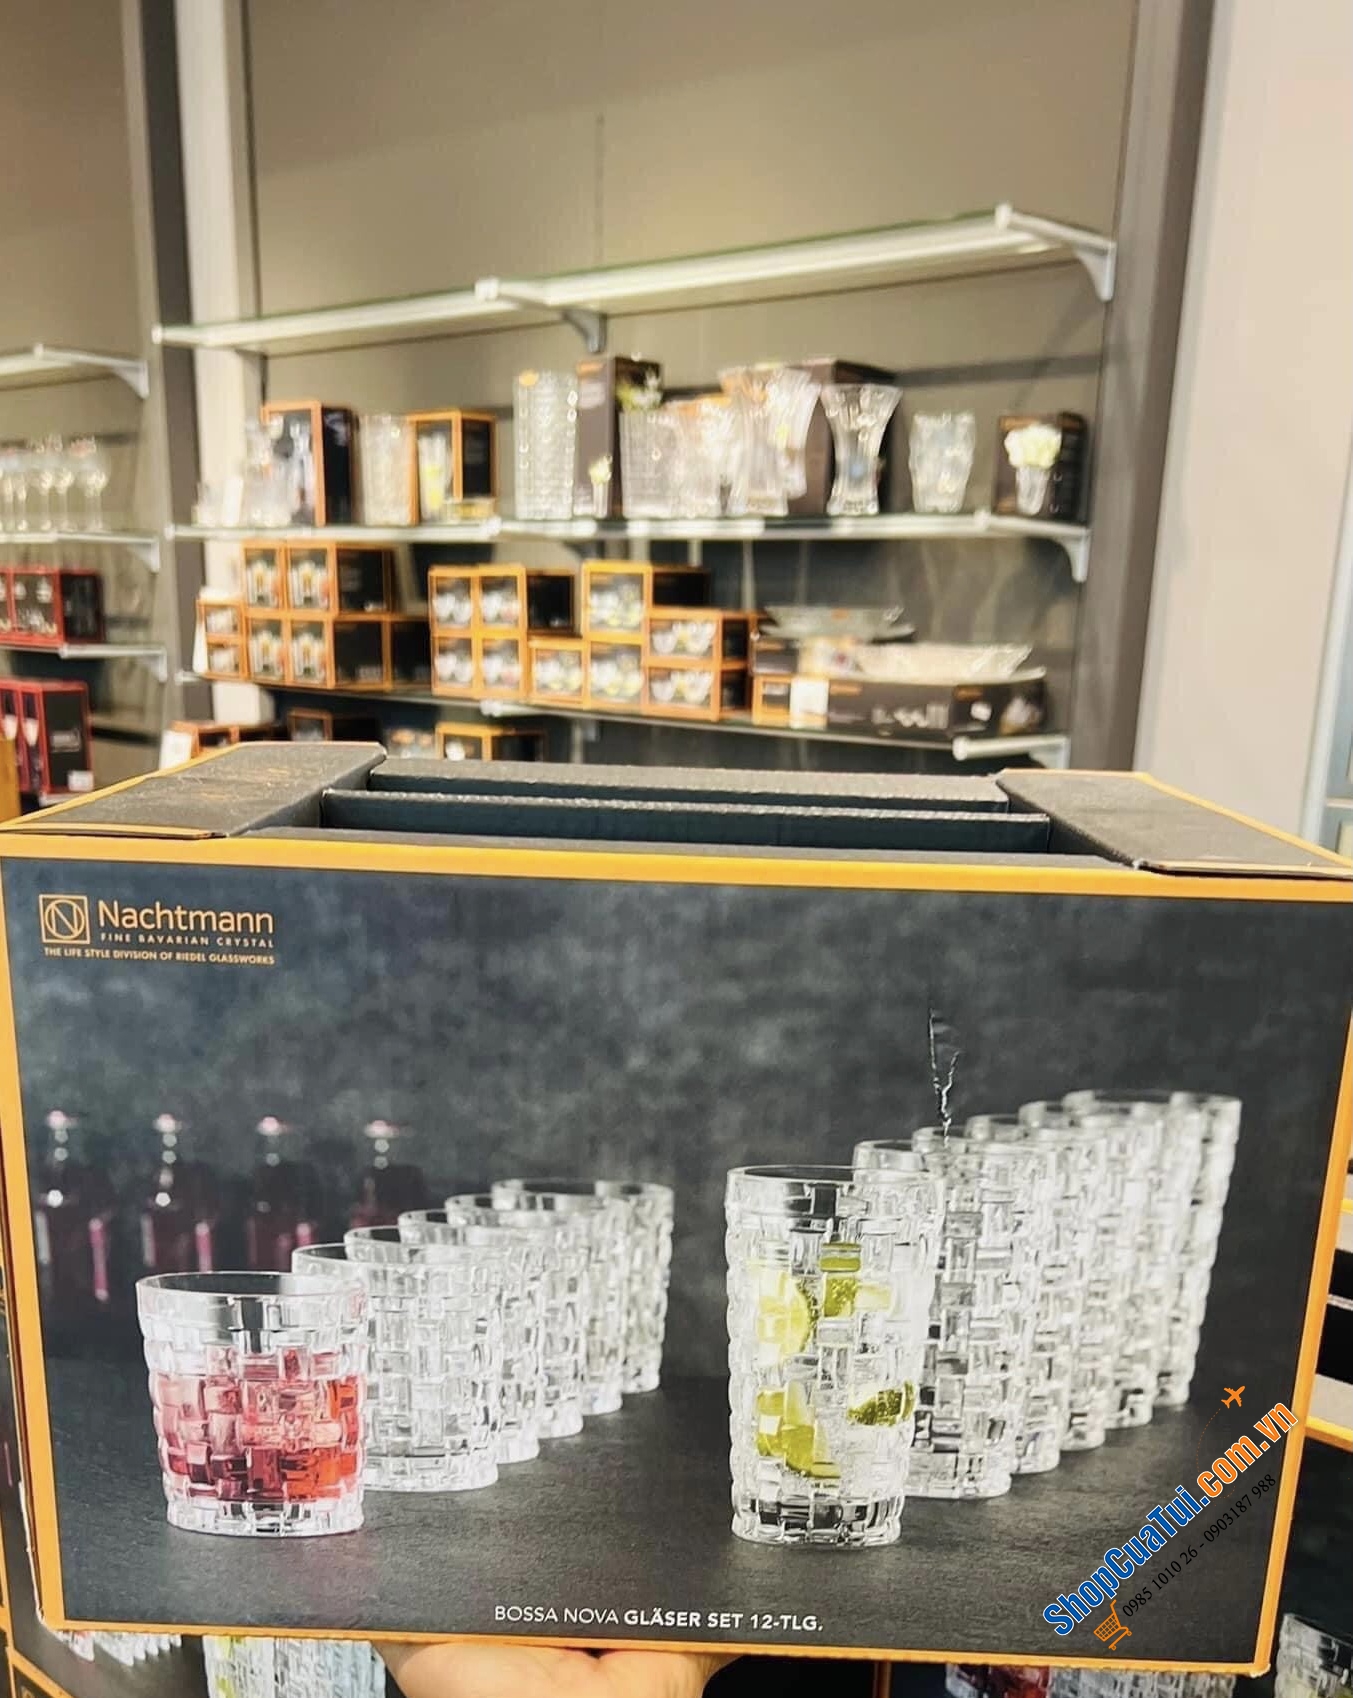 Nachtmann
FINE BAVARIAN CRYSTAL
THE LIFE STYLE DIVISION OF RIEDEL GLASSWORKS
BOSSA NOVA GLÄSER SET 12-TLG.
ShopCuaTui.com.vn
0985 1010 26 - 0903187 988